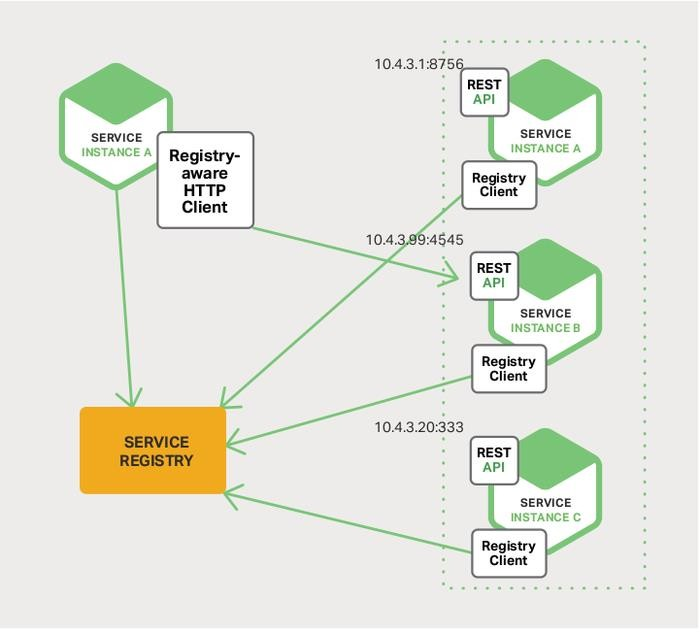 SERVICE
INSTANCE A
Registry-
aware
HTTP
Client
SERVICE
REGISTRY
10.4.3.1:8756
REST
API
SERVICE
INSTANCE A
Registry
Client
10.4.3.99:4545
REST
API
SERVICE
INSTANCE B
Registry
Client
10.4.3.20:333
REST
API
SERVICE
INSTANCE C
Registry
Client